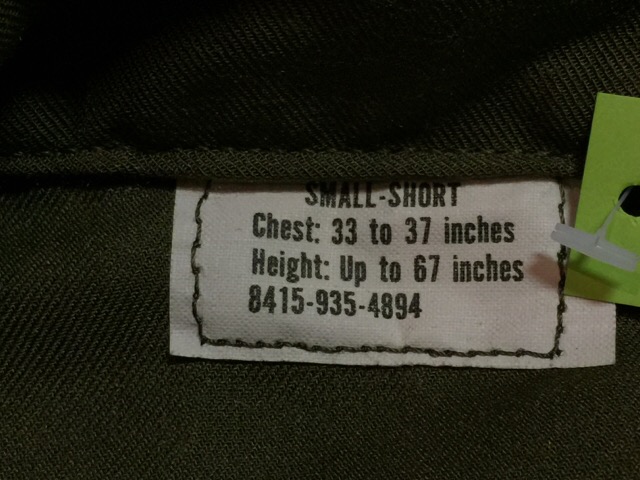 SMALL-SHORT
Chest: 33 to 37 inches
Height: Up to 67 inches
8415-935-4894